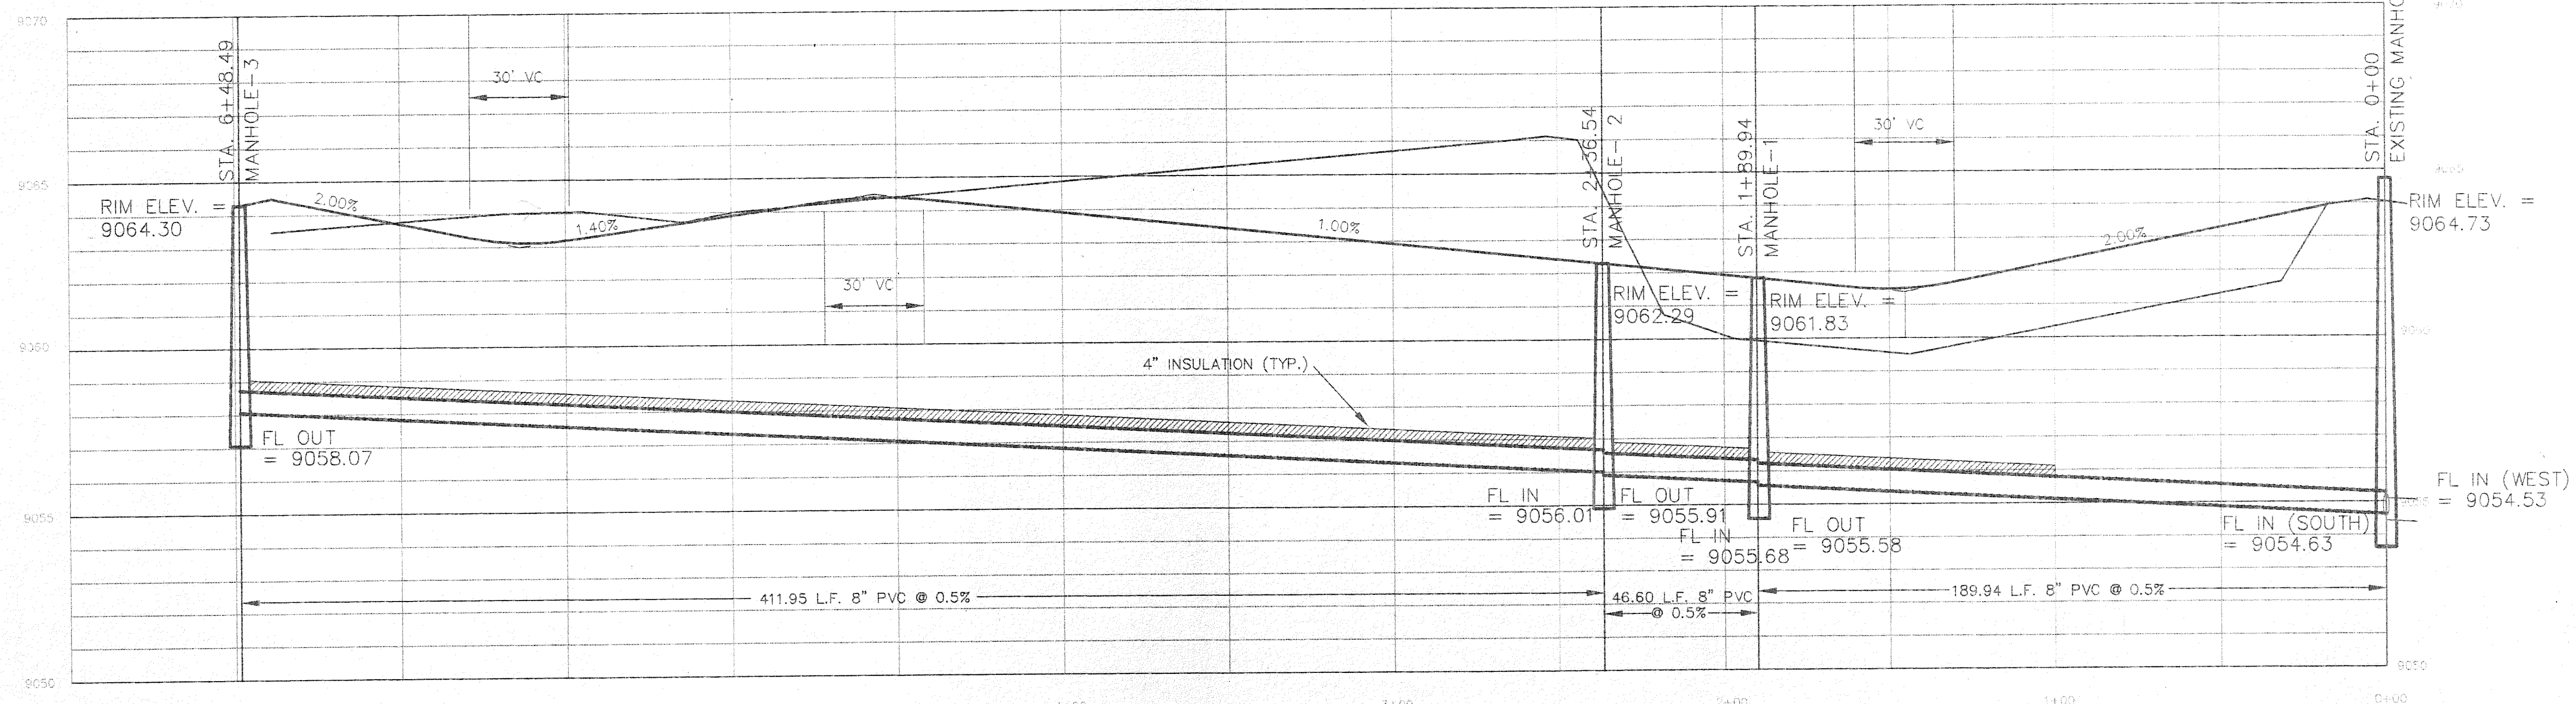 9070
9070
STA. 6+48.49
MANHOLE-3
30' VC
STA. 2+36.54
MANHOLE- 2
STA. 1+89.94
MANHOLE-1
30' VC
STA. 0+00
EXISTING MANHO
9065
9065
RIM ELEV. =
9064.30
2.00%
1.40%
1.00%
2.00%
RIM ELEV. =
9064.73
30' VC
RIM ELEV. =
9062.29
RIM ELEV. =
9061.83
9060
9060
4" INSULATION (TYP.)
FL OUT
= 9058.07
FL IN
= 9056.01
FL OUT
= 9055.91
FL IN
= 9055.68
FL OUT
= 9055.58
FL IN (SOUTH)
= 9054.63
FL IN (WEST)
= 9054.53
9055
411.95 L.F. 8" PVC @ 0.5%
46.60 L.F. 8" PVC
@ 0.5%
189.94 L.F. 8" PVC @ 0.5%
9050
9050
1+00
0+00